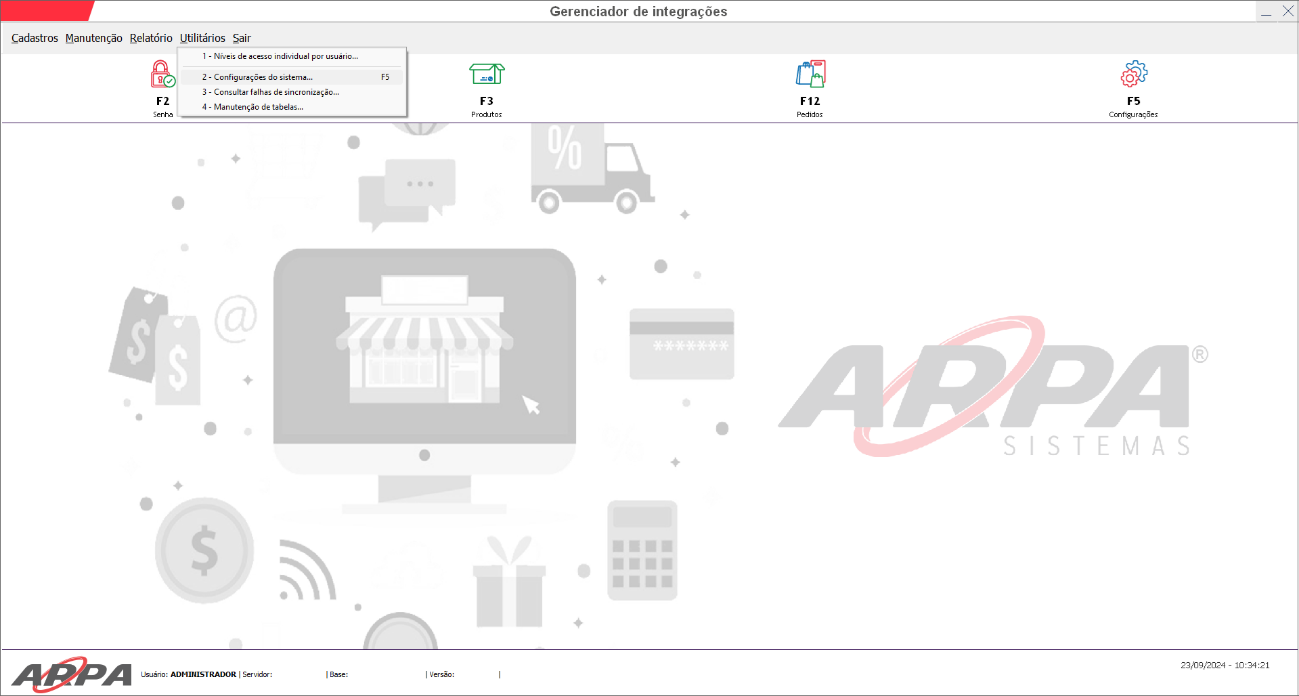 Gerenciador de integrações
Cadastros Manutenção Relatório Utilitários Sair
1 - Níveis de acesso individual por usuário...
2 - Configurações do sistema... F5
3 - Consultar falhas de sincronização...
4 - Manutenção de tabelas...
F2
Senha
F3
Produtos
F12
Pedidos
F5
Configurações
%
$
$
@
*******
ARPA®
SISTEMAS
$
ARPA
Usuário: ADMINISTRADOR | Servidor: | Base: | Versão: |
23/09/2024 - 10:34:21